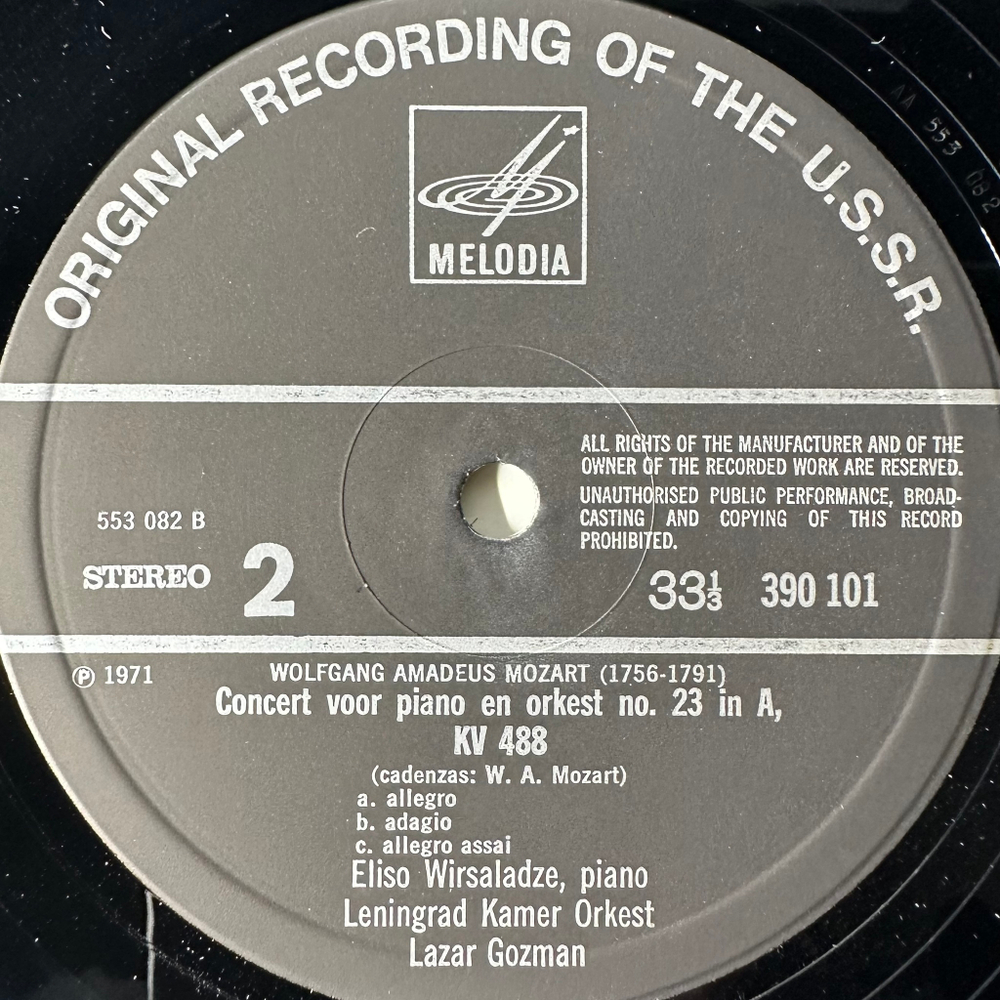 ORIGINAL RECORDING OF THE U.S.S.R.
MELODIA
AA 553 082
ALL RIGHTS OF THE MANUFACTURER AND OF THE
OWNER OF THE RECORDED WORK ARE RESERVED.
UNAUTHORISED PUBLIC PERFORMANCE, BROAD-
CASTING AND COPYING OF THIS RECORD
PROHIBITED.
553 082 B
STEREO 2
33⅓ 390 101
℗ 1971
WOLFGANG AMADEUS MOZART (1756-1791)
Concert voor piano en orkest no. 23 in A,
KV 488
(cadenzas: W. A. Mozart)
a. allegro
b. adagio
c. allegro assai
Eliso Wirsaladze, piano
Leningrad Kamer Orkest
Lazar Gozman